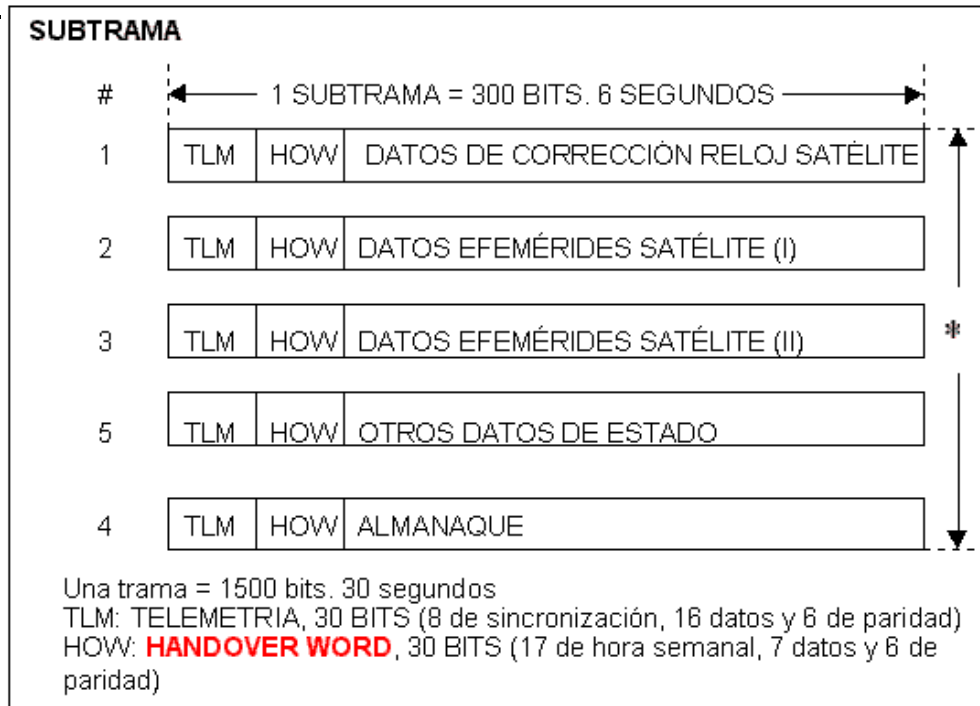 SUBTRAMA
# 1 SUBTRAMA = 300 BITS. 6 SEGUNDOS
1 TLM HOW DATOS DE CORRECCIÓN RELOJ SATÉLITE
2 TLM HOW DATOS EFEMÉRIDES SATÉLITE (I)
3 TLM HOW DATOS EFEMÉRIDES SATÉLITE (II)
*
5 TLM HOW OTROS DATOS DE ESTADO
4 TLM HOW ALMANAQUE
Una trama = 1500 bits. 30 segundos
TLM: TELEMETRIA, 30 BITS (8 de sincronización, 16 datos y 6 de paridad)
HOW: HANDOVER WORD, 30 BITS (17 de hora semanal, 7 datos y 6 de
paridad)